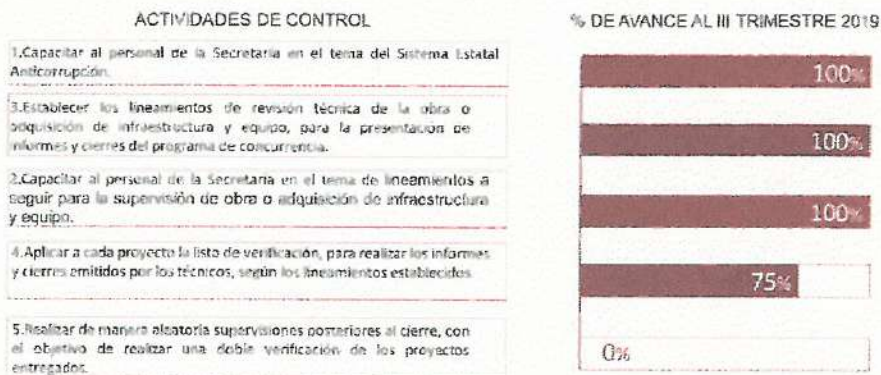 ACTIVIDADES DE CONTROL
% DE AVANCE AL III TRIMESTRE 2019
1.Capacitar al personal de la Secretaría en el tema del Sistema Estatal
Anticorrupción.
100%
3.Establecer los lineamientos de revisión técnica de la obra o
adquisición de infraestructura y equipo, para la presentación de
informes y cierres del programa de concurrencia.
100%
2.Capacitar al personal de la Secretaria en el tema de lineamientos a
seguir para la supervisión de obra o adquisición de infraestructura
y equipo.
100%
4.Aplicar a cada proyecto la lista de verificación, para realizar los informes
y cierres emitidos por los técnicos, según los lineamientos establecidos
75%
5.Realizar de manera aleatoria supervisiones posteriores al cierre, con
el objetivo de realizar una doble verificación de los proyectos
entregados.
0%